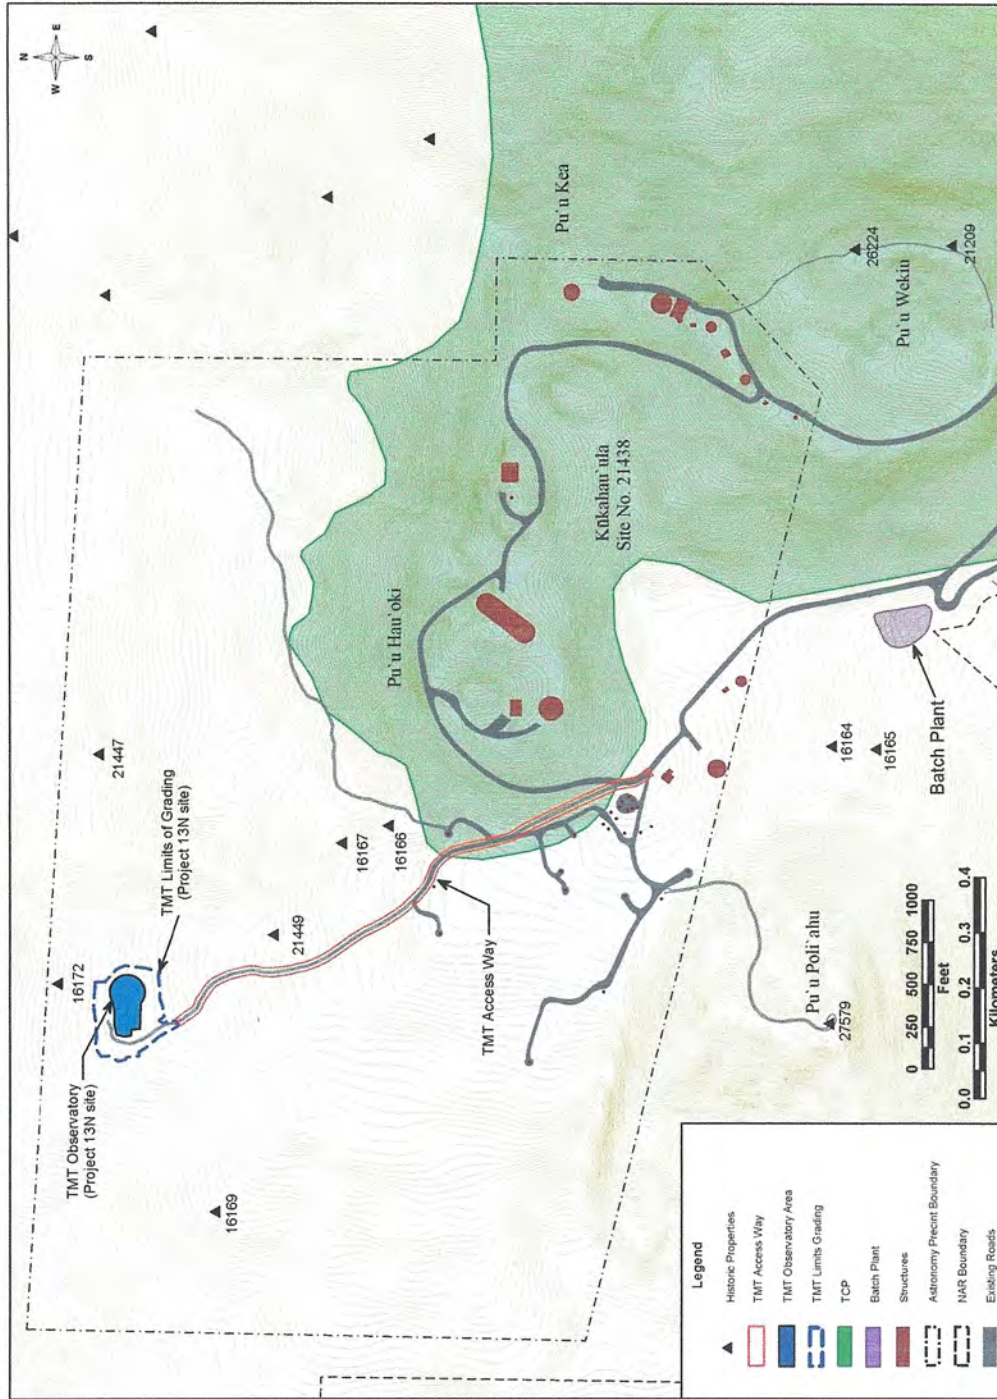 N
W
E
S
TMT Observatory
(Project 13N site)
16172
TMT Limits of Grading
(Project 13N site)
21447
16169
21449
16167
16166
TMT Access Way
Pu`u Hau`oki
Pu`u Kea
Kūkahau`ula
Site No. 21438
26224
Pu`u Wekiu
21209
Pu`u Poli`ahu
27579
16164
16165
Batch Plant
0 250 500 750 1000
Feet
0.0 0.1 0.2 0.3 0.4
Kilometers
Legend
Historic Properties
TMT Access Way
TMT Observatory Area
TMT Limits Grading
TCP
Batch Plant
Structures
Astronomy Precint Boundary
NAR Boundary
Existing Roads